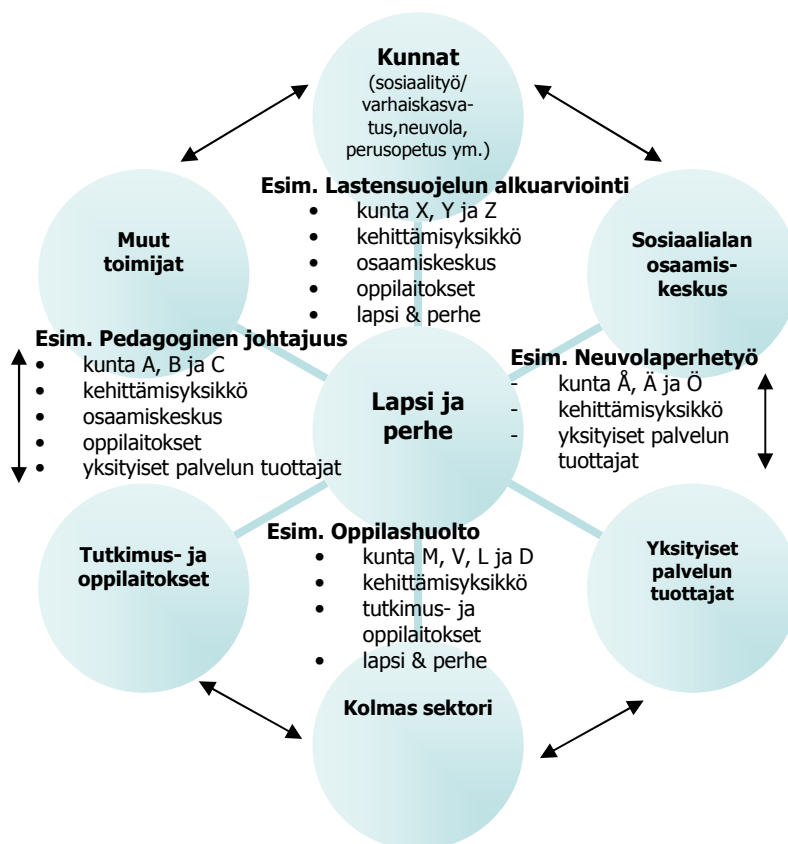 Kunnat
(sosiaalityö/
varhaiskasva-
tus,neuvola,
perusopetus ym.)
Esim. Lastensuojelun alkuarviointi
• kunta X, Y ja Z
• kehittämisyksikkö
• osaamiskeskus
• oppilaitokset
• lapsi & perhe
Muut
toimijat
Sosiaalialan
osaamis-
keskus
Esim. Pedagoginen johtajuus
• kunta A, B ja C
• kehittämisyksikkö
• osaamiskeskus
• oppilaitokset
• yksityiset palvelun tuottajat
Lapsi ja
perhe
Esim. Neuvolaperhetyö
- kunta Å, Ä ja Ö
- kehittämisyksikkö
- yksityiset palvelun
tuottajat
Tutkimus- ja
oppilaitokset
Esim. Oppilashuolto
• kunta M, V, L ja D
• kehittämisyksikkö
• tutkimus- ja
oppilaitokset
• lapsi & perhe
Yksityiset
palvelun
tuottajat
Kolmas sektori